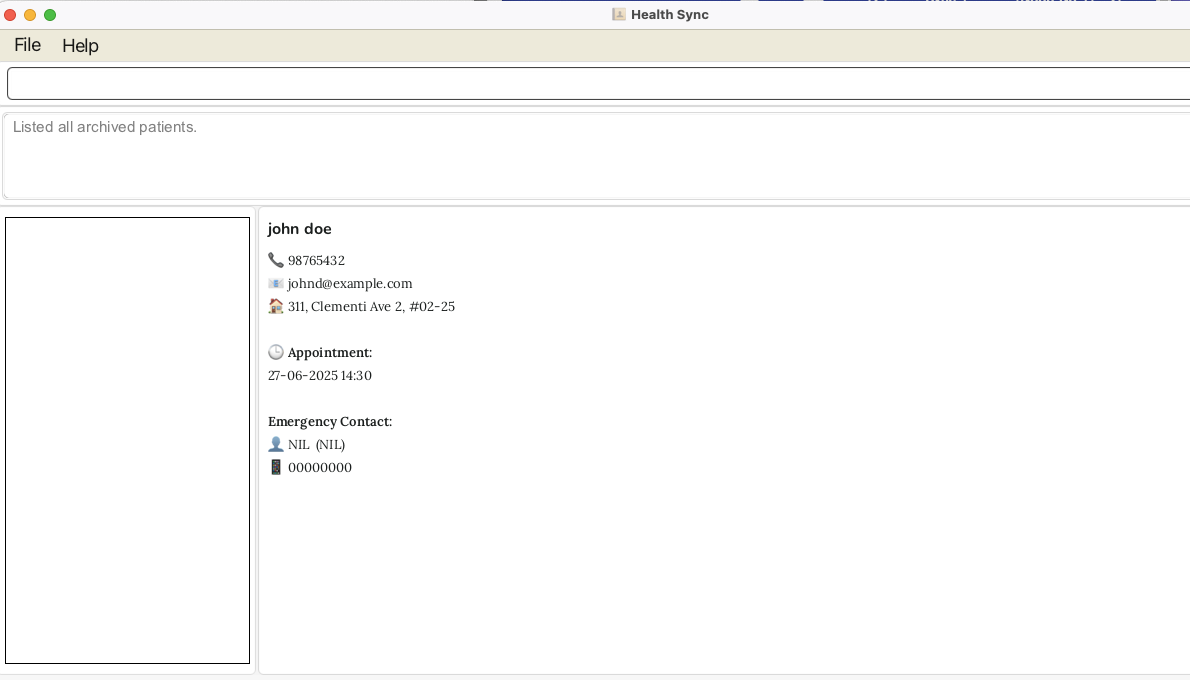 Health Sync
File Help
Listed all archived patients.
john doe
98765432
johnd@example.com
311, Clementi Ave 2, #02-25
Appointment:
27-06-2025 14:30
Emergency Contact:
NIL (NIL)
00000000